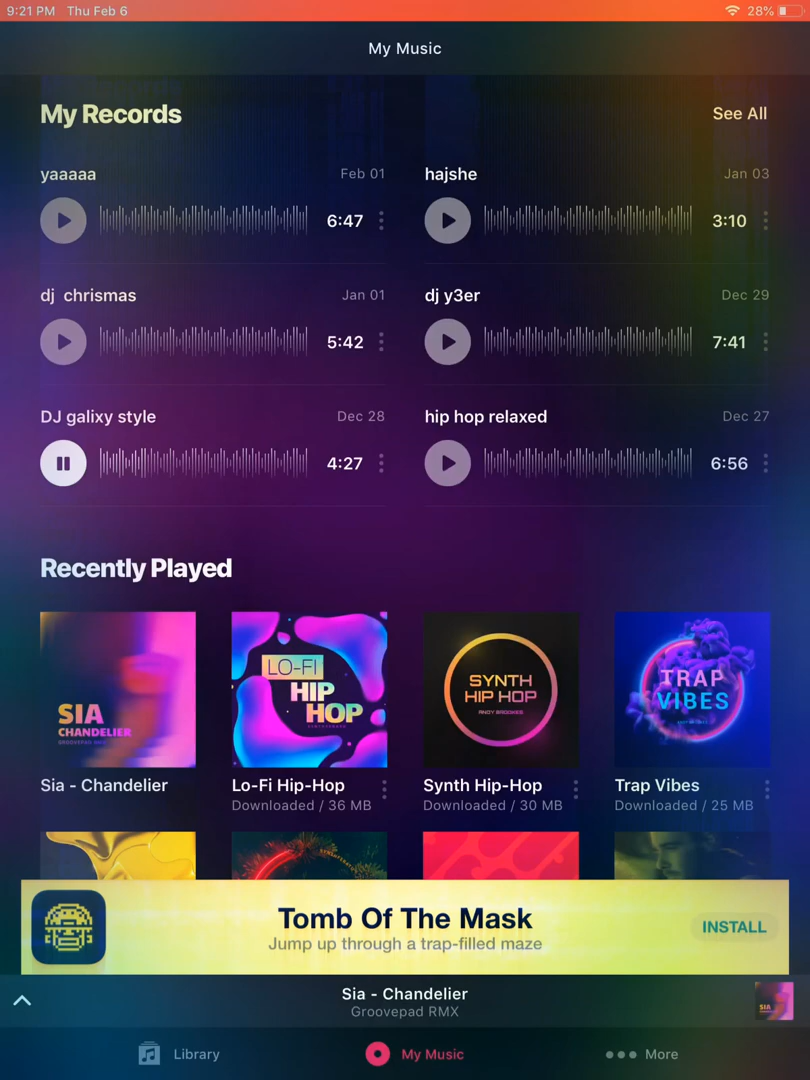 9:21 PM Thu Feb 6 28%
My Music
My Records See All
yaaaaa Feb 01
6:47
hajshe Jan 03
3:10
dj chrismas Jan 01
5:42
dj y3er Dec 29
7:41
DJ galixy style Dec 28
4:27
hip hop relaxed Dec 27
6:56
Recently Played
SIA
CHANDELIER
GROOVEPAD RMX
Sia - Chandelier
LO-FI
HIP
HOP
Lo-Fi Hip-Hop
Downloaded / 36 MB
SYNTH
HIP HOP
ANDY BROOKES
Synth Hip-Hop
Downloaded / 30 MB
TRAP
VIBES
Trap Vibes
Downloaded / 25 MB
Tomb Of The Mask
Jump up through a trap-filled maze
INSTALL
Sia - Chandelier
Groovepad RMX
SIA
Library My Music More